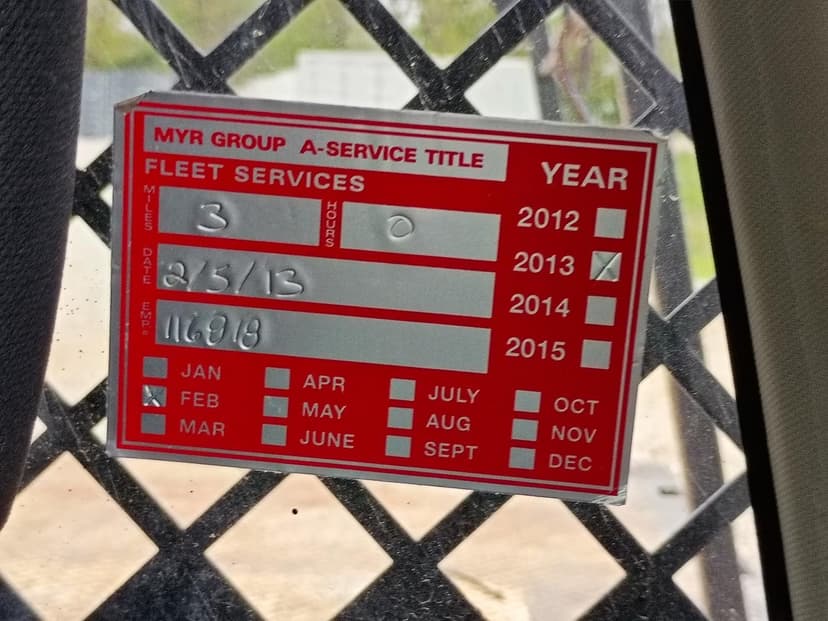 MYR GROUP A-SERVICE TITLE
FLEET SERVICES
YEAR
MILES 3 HOURS 0
DATE 2/5/13
EMP# 116818
2012
2013 X
2014
2015
JAN APR JULY OCT
X FEB MAY AUG NOV
MAR JUNE SEPT DEC